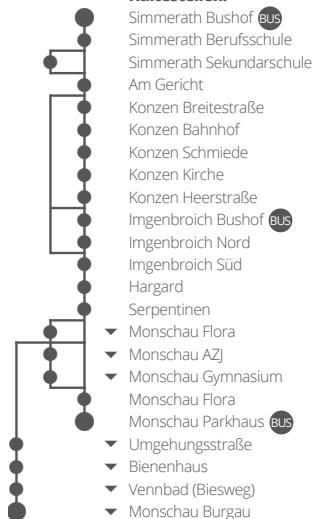 Haltestellen:
Simmerath Bushof BUS
Simmerath Berufsschule
Simmerath Sekundarschule
Am Gericht
Konzen Breitestraße
Konzen Bahnhof
Konzen Schmiede
Konzen Kirche
Konzen Heerstraße
Imgenbroich Bushof BUS
Imgenbroich Nord
Imgenbroich Süd
Hargard
Serpentinen
Monschau Flora
Monschau AZJ
Monschau Gymnasium
Monschau Flora
Monschau Parkhaus BUS
Umgehungsstraße
Bienenhaus
Vennbad (Biesweg)
Monschau Burgau